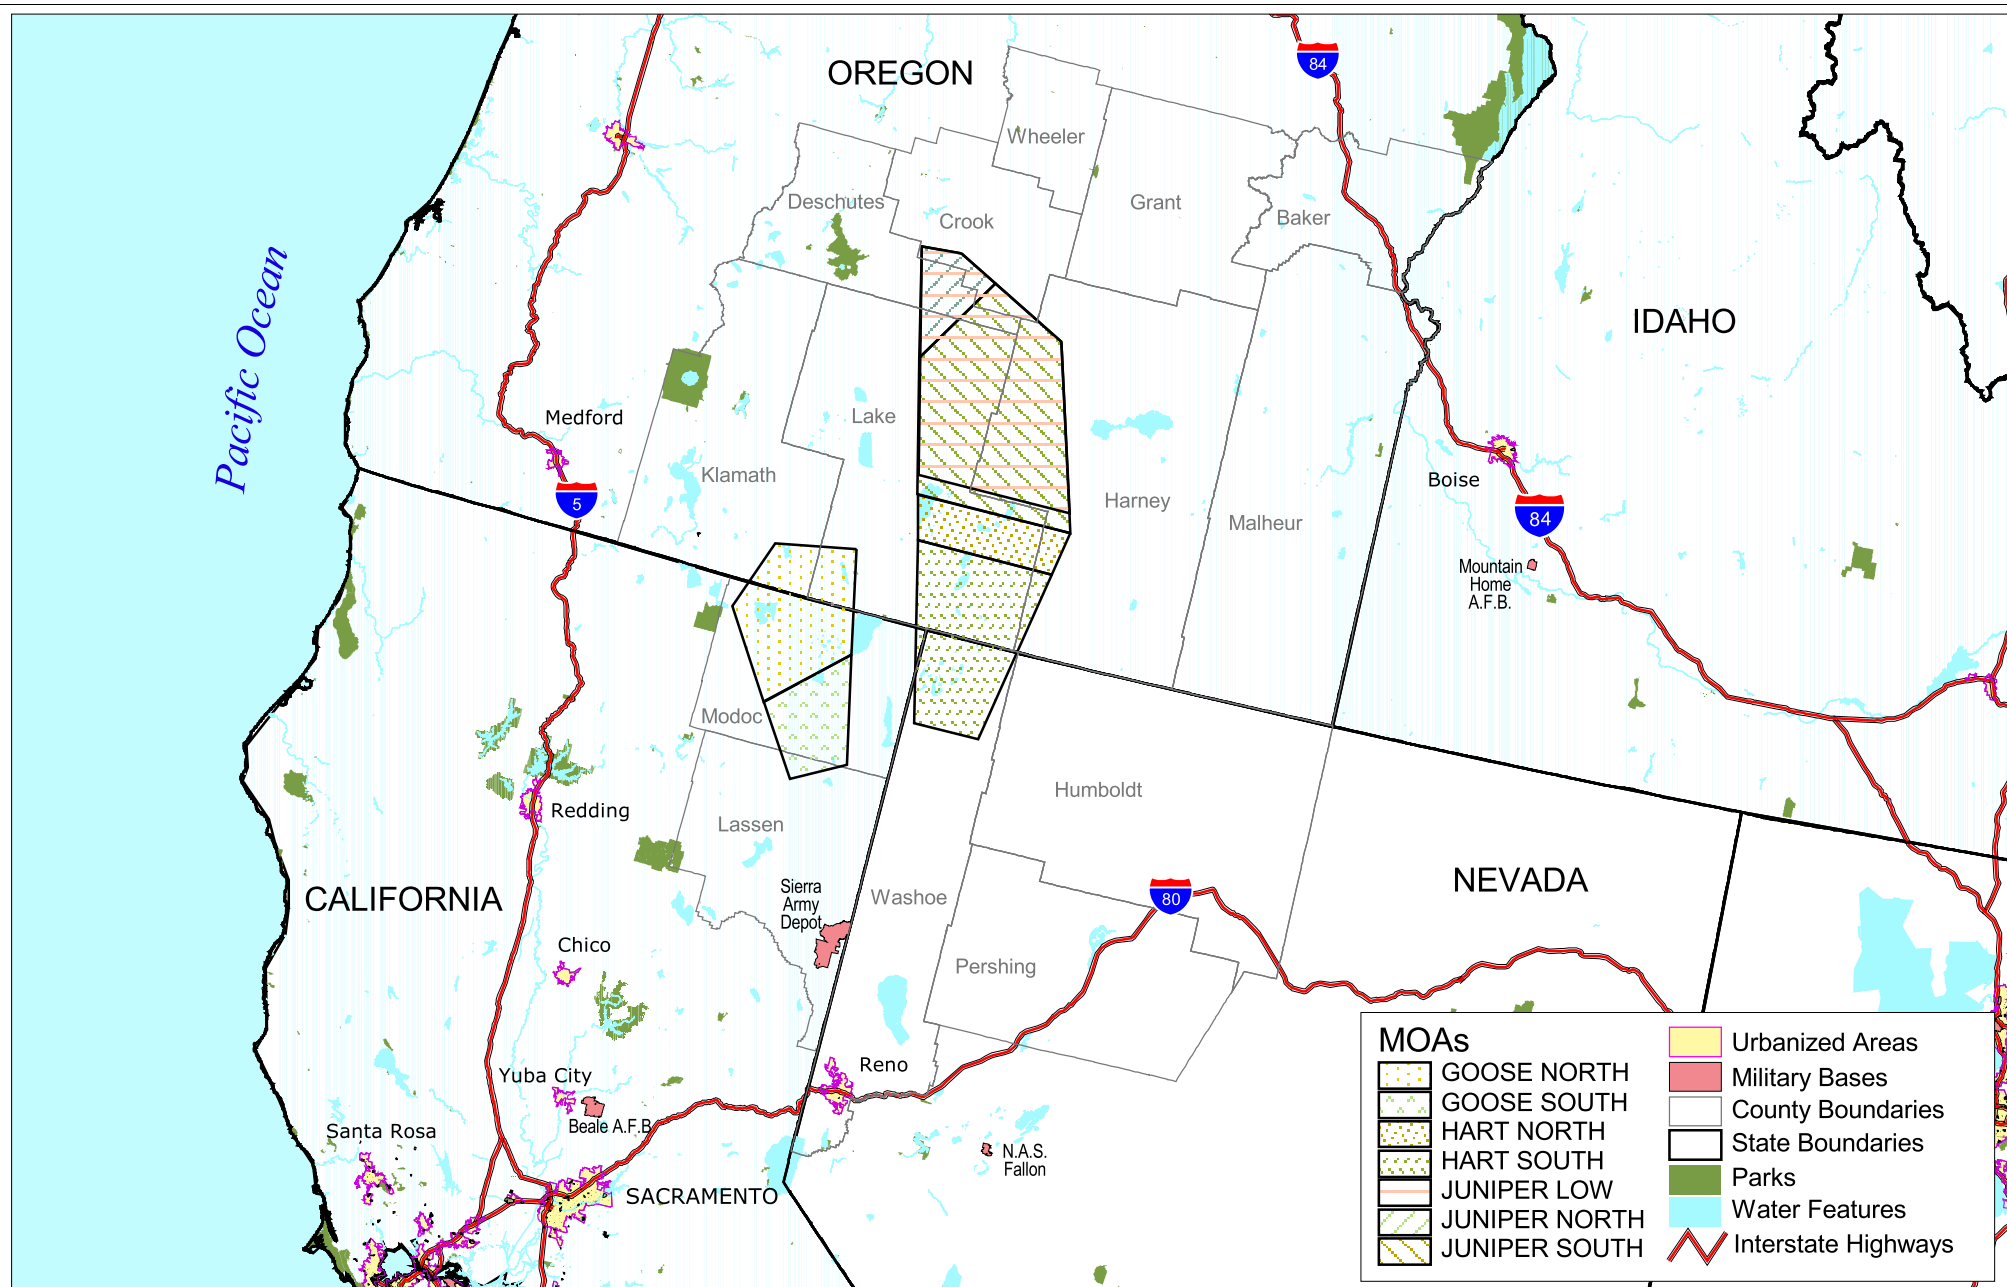 OREGON
84
Wheeler
Deschutes
Crook
Grant
Baker
Pacific Ocean
IDAHO
Medford
Lake
Klamath
5
Harney
Malheur
Boise
84
Mountain
Home
A.F.B.
Modoc
Redding
Humboldt
Lassen
CALIFORNIA
Sierra
Army
Depot
Washoe
80
NEVADA
Chico
Pershing
Yuba City
Reno
Beale A.F.B
Santa Rosa
N.A.S.
Fallon
SACRAMENTO
MOAs
GOOSE NORTH
GOOSE SOUTH
HART NORTH
HART SOUTH
JUNIPER LOW
JUNIPER NORTH
JUNIPER SOUTH
Urbanized Areas
Military Bases
County Boundaries
State Boundaries
Parks
Water Features
Interstate Highways